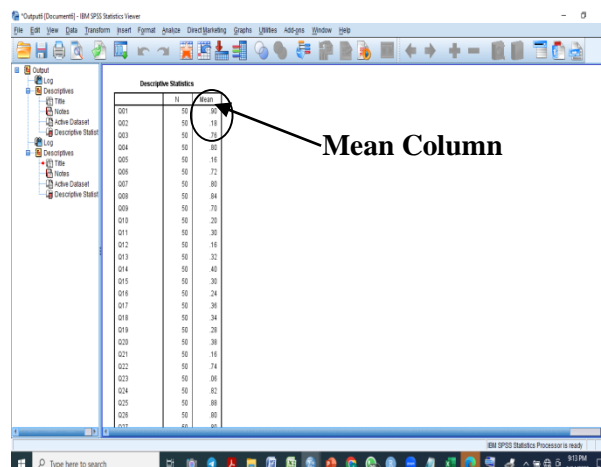 *Output6 [Document6] - IBM SPSS Statistics Viewer
File Edit View Data Transform Insert Format Analyze Direct Marketing Graphs Utilities Add-ons Window Help
Output
Log
Descriptives
Title
Notes
Active Dataset
Descriptive Statist
Log
Descriptives
Title
Notes
Active Dataset
Descriptive Statist
Descriptive Statistics
N Mean
Q01 50 .90
Q02 50 .18
Q03 50 .76
Q04 50 .80
Q05 50 .16
Q06 50 .72
Q07 50 .80
Q08 50 .84
Q09 50 .70
Q10 50 .20
Q11 50 .30
Q12 50 .16
Q13 50 .32
Q14 50 .40
Q15 50 .30
Q16 50 .24
Q17 50 .36
Q18 50 .34
Q19 50 .28
Q20 50 .38
Q21 50 .16
Q22 50 .74
Q23 50 .06
Q24 50 .82
Q25 50 .88
Q26 50 .80
Q27 50 .80
Mean Column
IBM SPSS Statistics Processor is ready
Type here to search
9:13 PM